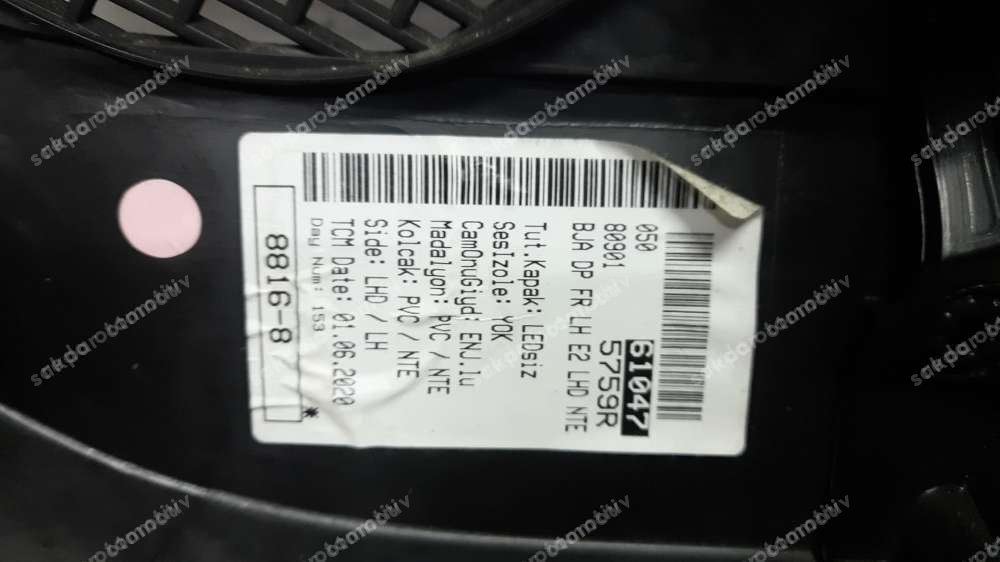 050
80901
61047
5759R
BJA DP FR LH E2 LHD NTE
Tut.Kapak: LEDsiz
SesIzole: YOK
CamOnuGiyd: ENJ.lu
Madalyon: PVC / NTE
Kolcak: PVC / NTE
Side: LHD / LH
TCM Date: 01.06.2020
Day Num: 153
8816-8
*
sakparotomotiv